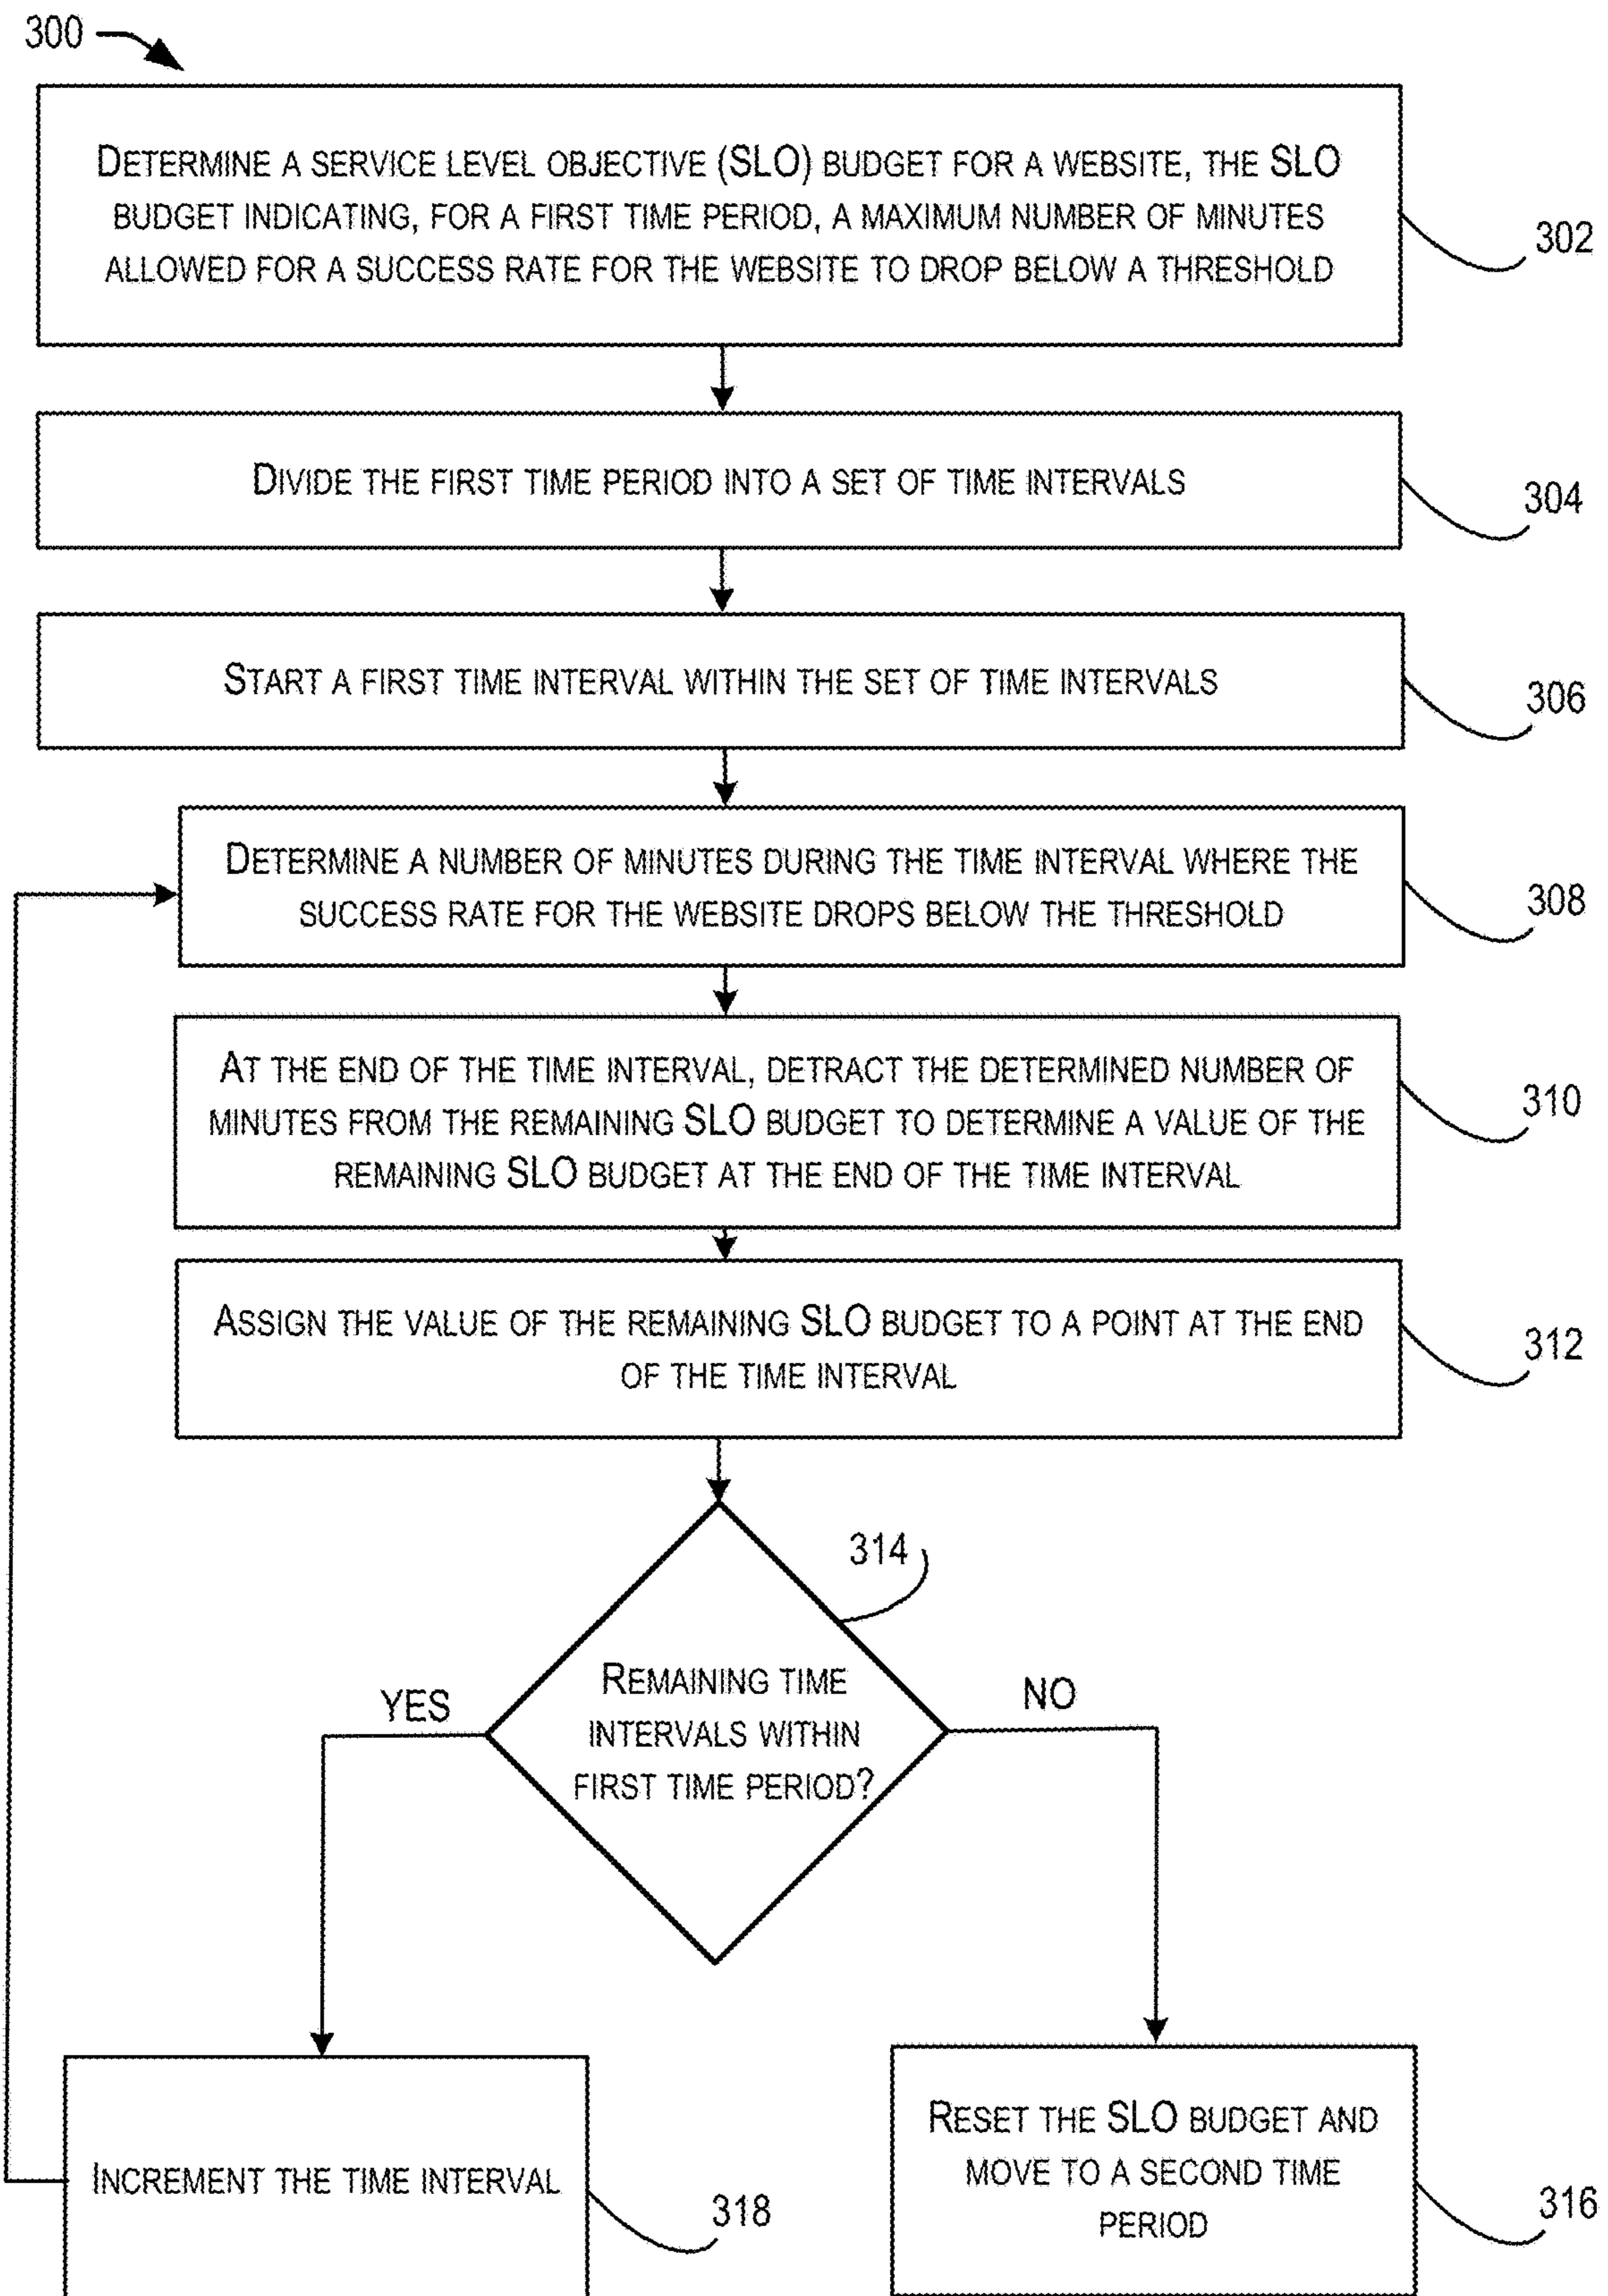 300
DETERMINE A SERVICE LEVEL OBJECTIVE (SLO) BUDGET FOR A WEBSITE, THE SLO
BUDGET INDICATING, FOR A FIRST TIME PERIOD, A MAXIMUM NUMBER OF MINUTES
ALLOWED FOR A SUCCESS RATE FOR THE WEBSITE TO DROP BELOW A THRESHOLD
302
DIVIDE THE FIRST TIME PERIOD INTO A SET OF TIME INTERVALS
304
START A FIRST TIME INTERVAL WITHIN THE SET OF TIME INTERVALS
306
DETERMINE A NUMBER OF MINUTES DURING THE TIME INTERVAL WHERE THE
SUCCESS RATE FOR THE WEBSITE DROPS BELOW THE THRESHOLD
308
AT THE END OF THE TIME INTERVAL, DETRACT THE DETERMINED NUMBER OF
MINUTES FROM THE REMAINING SLO BUDGET TO DETERMINE A VALUE OF THE
REMAINING SLO BUDGET AT THE END OF THE TIME INTERVAL
310
ASSIGN THE VALUE OF THE REMAINING SLO BUDGET TO A POINT AT THE END
OF THE TIME INTERVAL
312
314
REMAINING TIME
INTERVALS WITHIN
FIRST TIME PERIOD?
YES
NO
INCREMENT THE TIME INTERVAL
318
RESET THE SLO BUDGET AND
MOVE TO A SECOND TIME
PERIOD
316